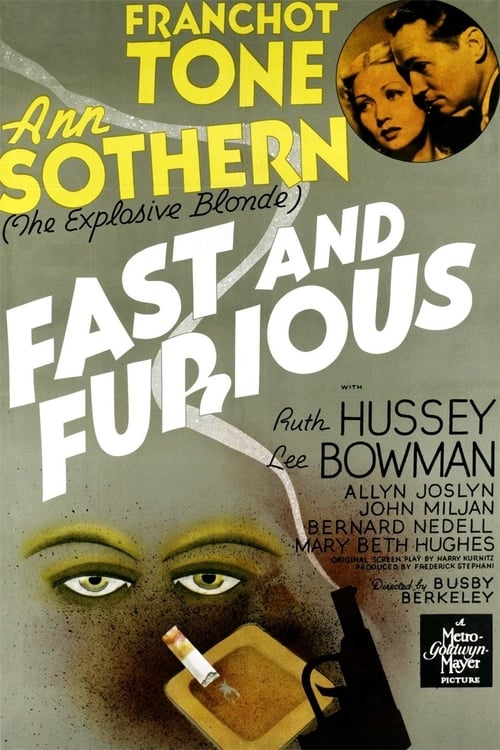 FRANCHOT
TONE
Ann
SOTHERN
(The Explosive Blonde)
FAST AND
FURIOUS
WITH
Ruth HUSSEY
Lee BOWMAN
ALLYN JOSLYN
JOHN MILJAN
BERNARD NEDELL
MARY BETH HUGHES
ORIGINAL SCREEN PLAY BY HARRY KURNITZ
PRODUCED BY FREDERICK STEPHANI
Directed by BUSBY
BERKELEY
A
Metro-
Goldwyn-
Mayer
PICTURE